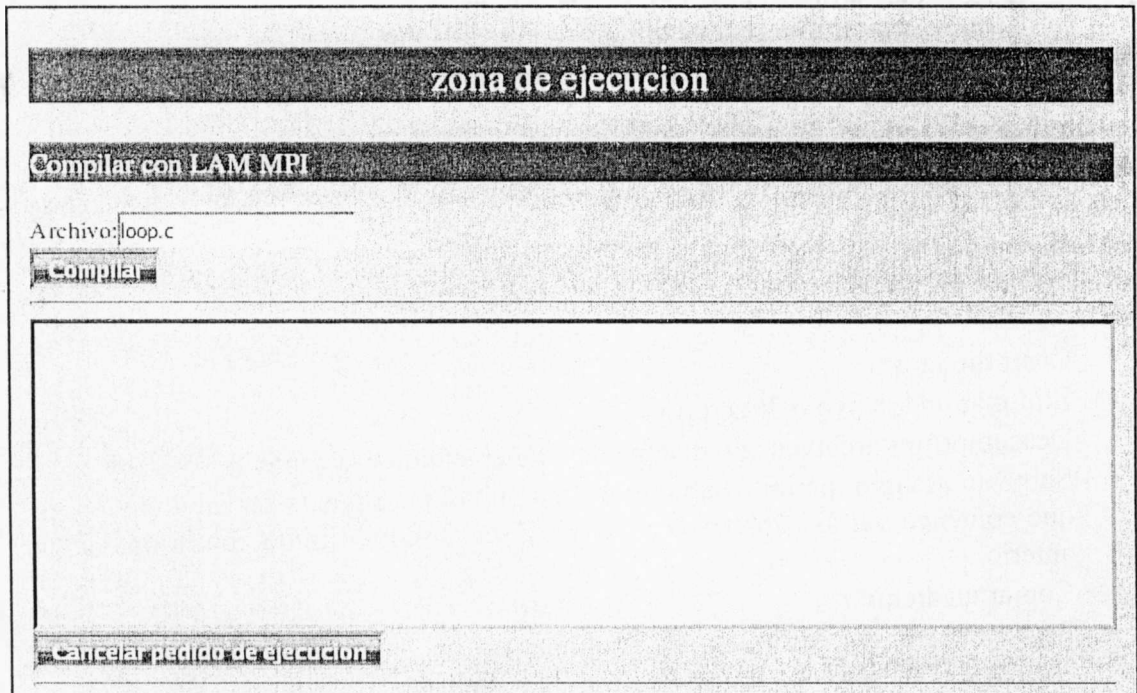 zona de ejecucion
Compilar con LAM MPI
Archivo: loop.c
Compilar
Cancelar pedido de ejecucion